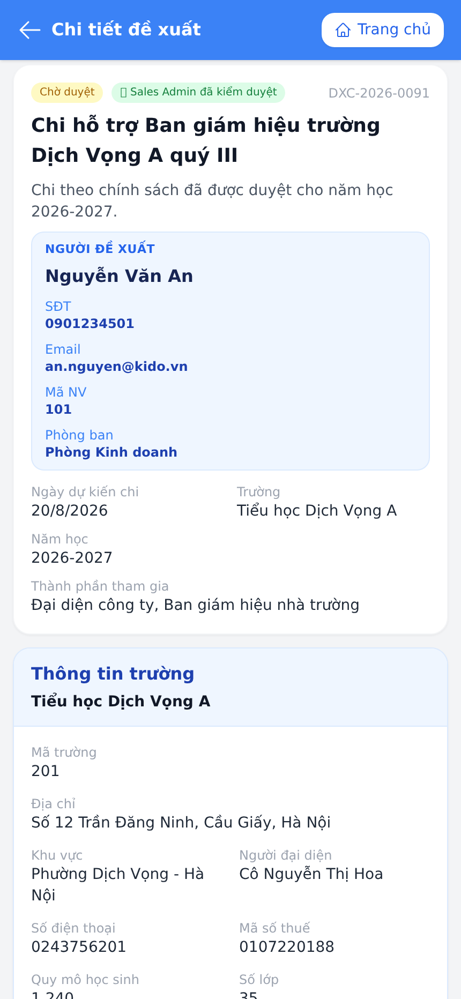 Chi tiết đề xuất
Trang chủ
Chờ duyệt
Sales Admin đã kiểm duyệt
DXC-2026-0091
Chi hỗ trợ Ban giám hiệu trường
Dịch Vọng A quý III
Chi theo chính sách đã được duyệt cho năm học
2026-2027.
NGƯỜI ĐỀ XUẤT
Nguyễn Văn An
SĐT
0901234501
Email
an.nguyen@kido.vn
Mã NV
101
Phòng ban
Phòng Kinh doanh
Ngày dự kiến chi
20/8/2026
Trường
Tiểu học Dịch Vọng A
Năm học
2026-2027
Thành phần tham gia
Đại diện công ty, Ban giám hiệu nhà trường
Thông tin trường
Tiểu học Dịch Vọng A
Mã trường
201
Địa chỉ
Số 12 Trần Đăng Ninh, Cầu Giấy, Hà Nội
Khu vực
Phường Dịch Vọng - Hà
Nội
Người đại diện
Cô Nguyễn Thị Hoa
Số điện thoại
0243756201
Mã số thuế
0107220188
Quy mô học sinh
1.240
Số lớp
35